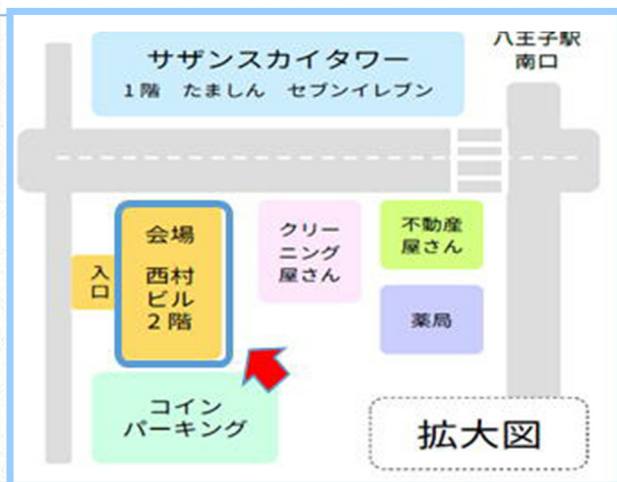 サザンスカイタワー
1階 たましん セブンイレブン
八王子駅
南口
会場
西村
ビル
2階
入
口
クリー
ニング
屋さん
不動産
屋さん
薬局
コイン
パーキング
拡大図